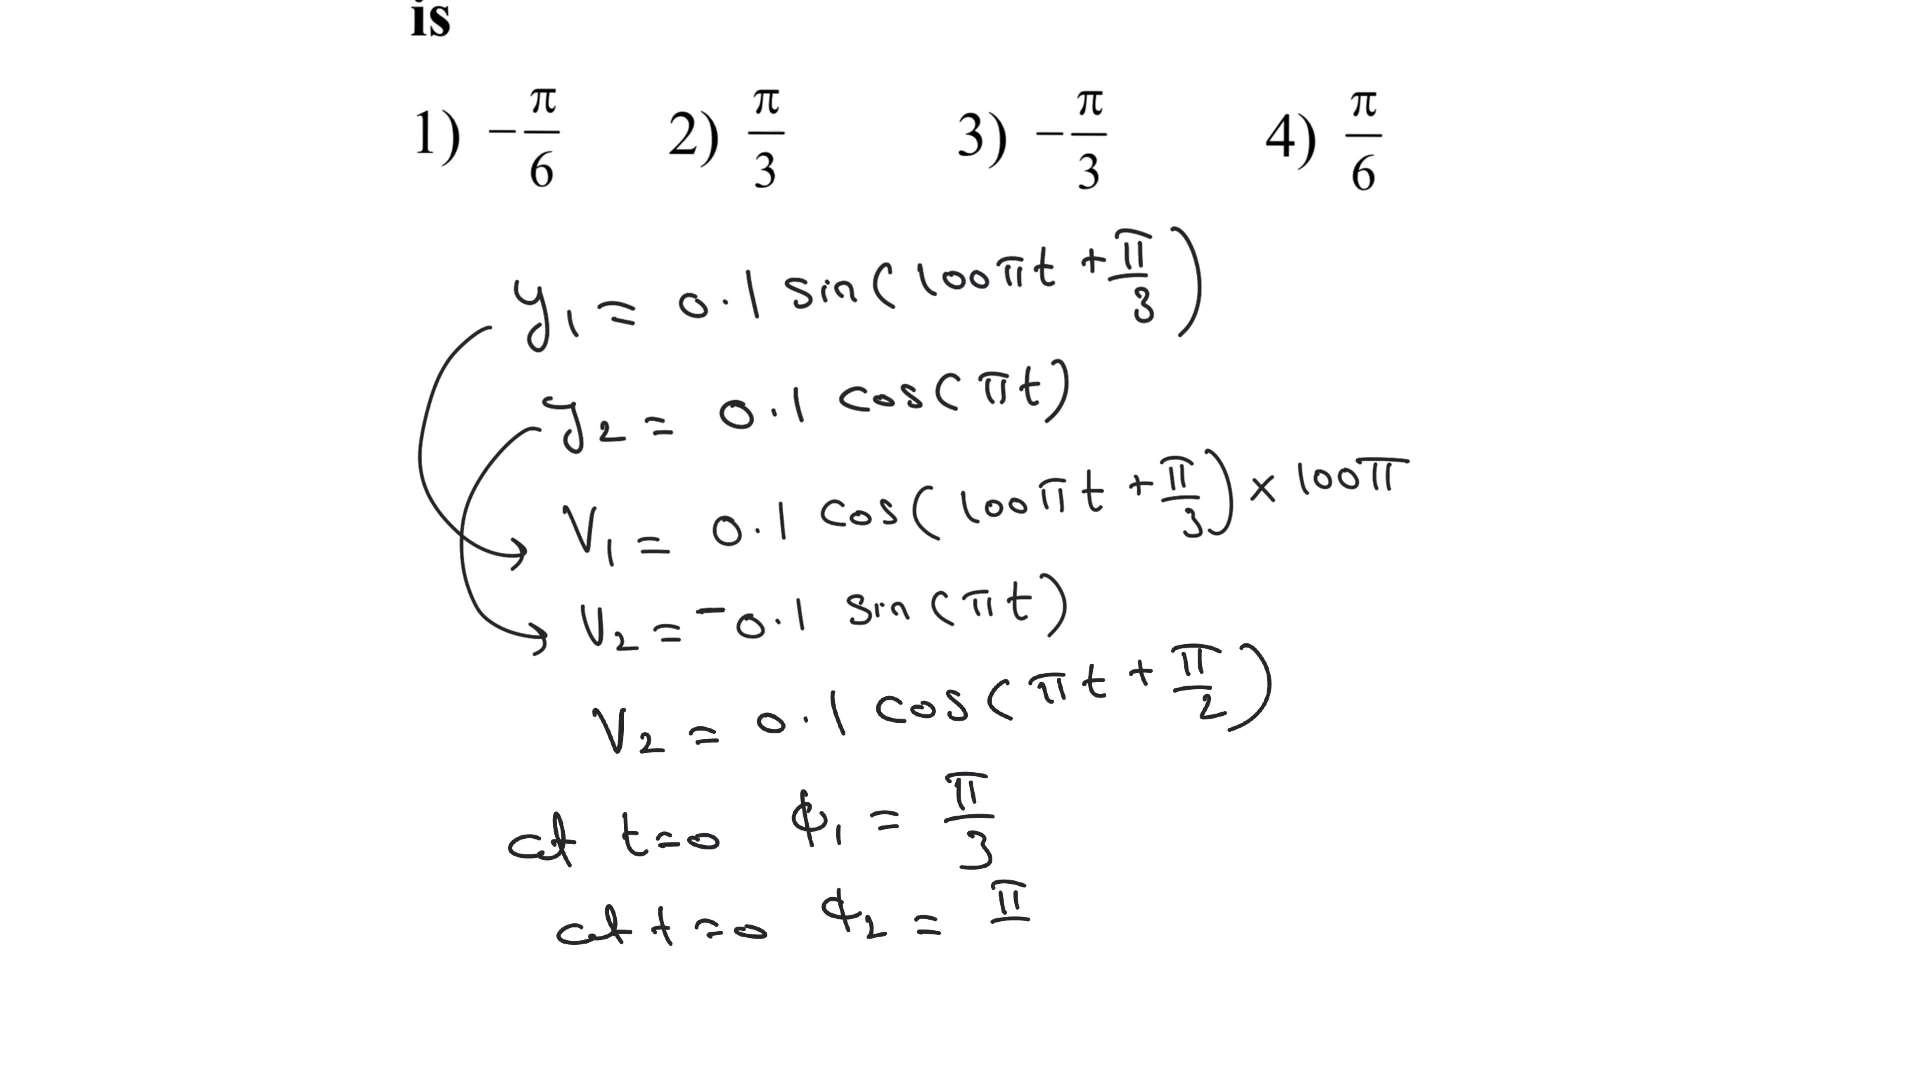 is
1) -π/6 2) π/3 3) -π/3 4) π/6
y₁ = 0.1 sin(100πt + π/3)
y₂ = 0.1 cos(πt)
V₁ = 0.1 cos(100πt + π/3) × 100π
V₂ = -0.1 sin(πt)
V₂ = 0.1 cos(πt + π/2)
at t=0 ϕ₁ = π/3
at t=0 ϕ₂ = π